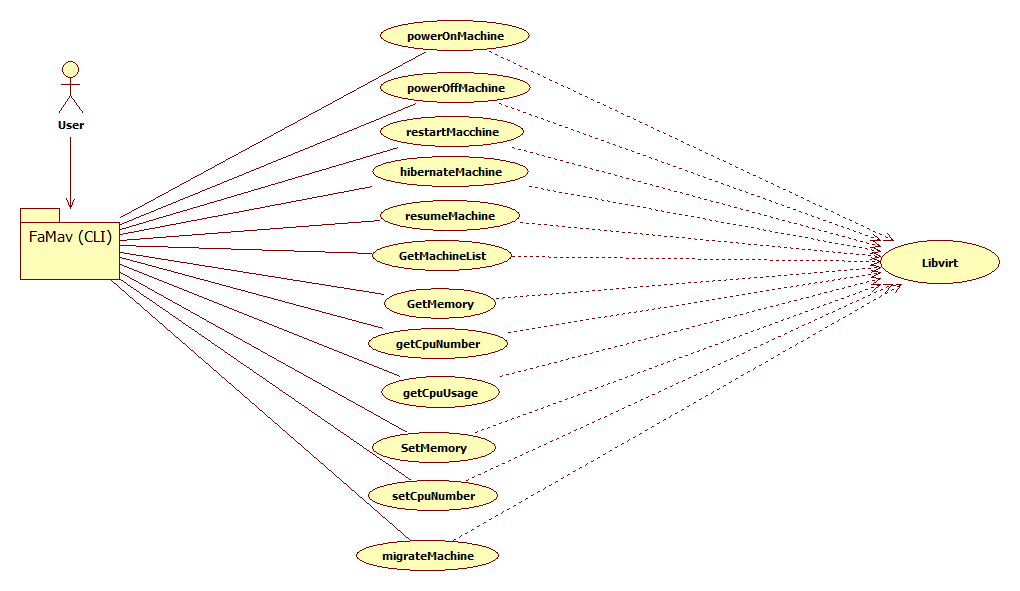 powerOnMachine
powerOffMachine
User
restartMacchine
hibernateMachine
resumeMachine
FaMav (CLI)
GetMachineList
Libvirt
GetMemory
getCpuNumber
getCpuUsage
SetMemory
setCpuNumber
migrateMachine